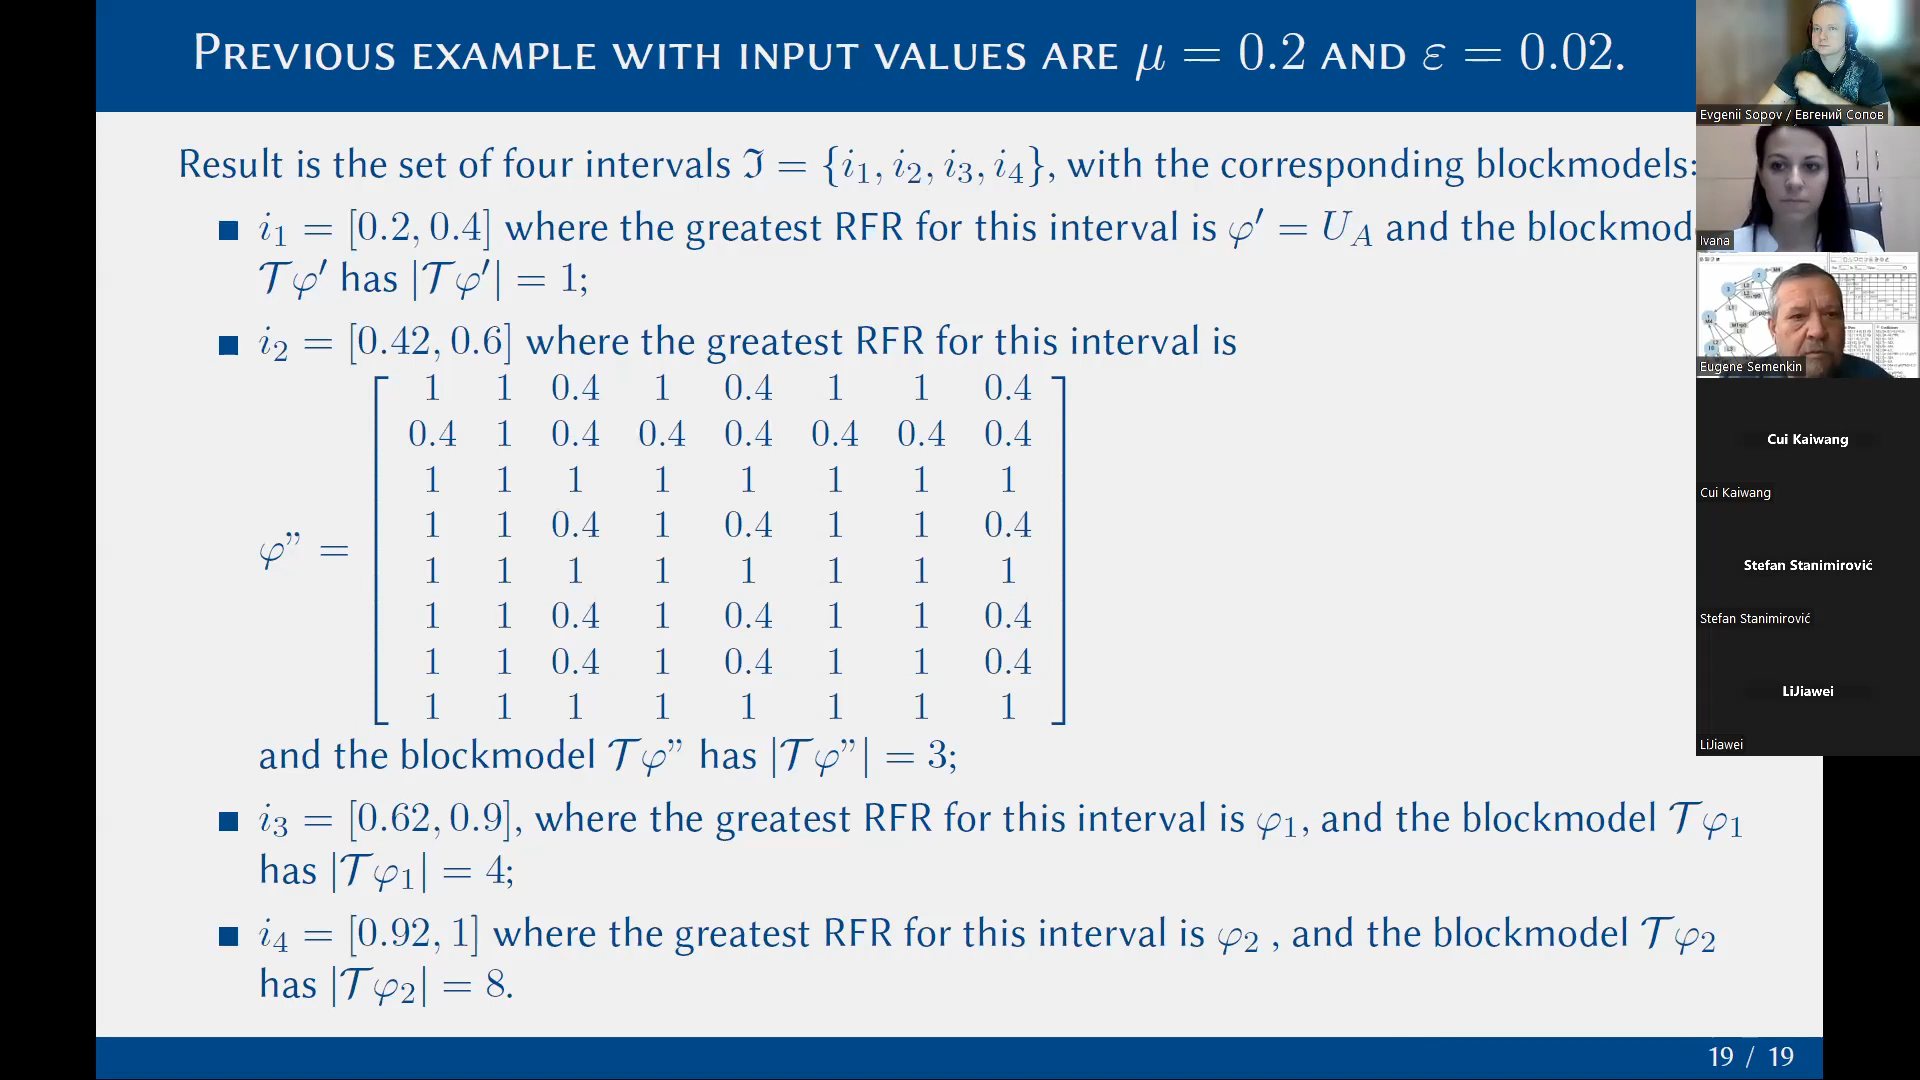 PREVIOUS EXAMPLE WITH INPUT VALUES ARE μ = 0.2 AND ε = 0.02.
Result is the set of four intervals ℑ = {i₁, i₂, i₃, i₄}, with the corresponding blockmodels:
■ i₁ = [0.2, 0.4] where the greatest RFR for this interval is φ′ = U_A and the blockmod
𝒯φ′ has |𝒯φ′| = 1;
■ i₂ = [0.42, 0.6] where the greatest RFR for this interval is
1 1 0.4 1 0.4 1 1 0.4
0.4 1 0.4 0.4 0.4 0.4 0.4 0.4
1 1 1 1 1 1 1 1
1 1 0.4 1 0.4 1 1 0.4
φ” =
1 1 1 1 1 1 1 1
1 1 0.4 1 0.4 1 1 0.4
1 1 0.4 1 0.4 1 1 0.4
1 1 1 1 1 1 1 1
and the blockmodel 𝒯φ” has |𝒯φ”| = 3;
■ i₃ = [0.62, 0.9], where the greatest RFR for this interval is φ₁, and the blockmodel 𝒯φ₁
has |𝒯φ₁| = 4;
■ i₄ = [0.92, 1] where the greatest RFR for this interval is φ₂ , and the blockmodel 𝒯φ₂
has |𝒯φ₂| = 8.
19 / 19
Evgenii Sopov / Евгений Сопов
Ivana
Eugene Semenkin
Cui Kaiwang
Cui Kaiwang
Stefan Stanimirović
Stefan Stanimirović
LiJiawei
LiJiawei